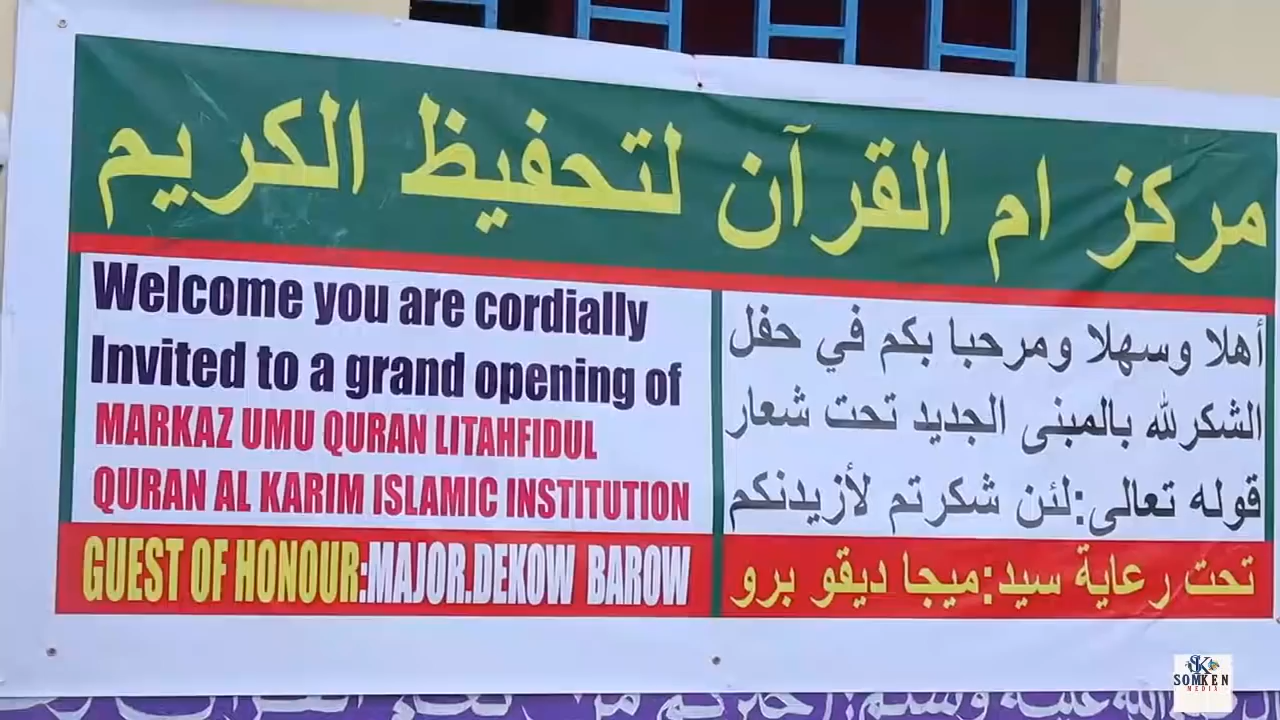 مركز ام القرآن لتحفيظ الكريم
Welcome you are cordially
Invited to a grand opening of
MARKAZ UMU QURAN LITAHFIDUL
QURAN AL KARIM ISLAMIC INSTITUTION
GUEST OF HONOUR:MAJOR.DEKOW BAROW
أهلا وسهلا ومرحبا بكم في حفل
الشكرلله بالمبنى الجديد تحت شعار
قوله تعالى:لئن شكرتم لأزيدنكم
تحت رعاية سيد:ميجا ديقو برو
SK
SOMKEN
MEDIA